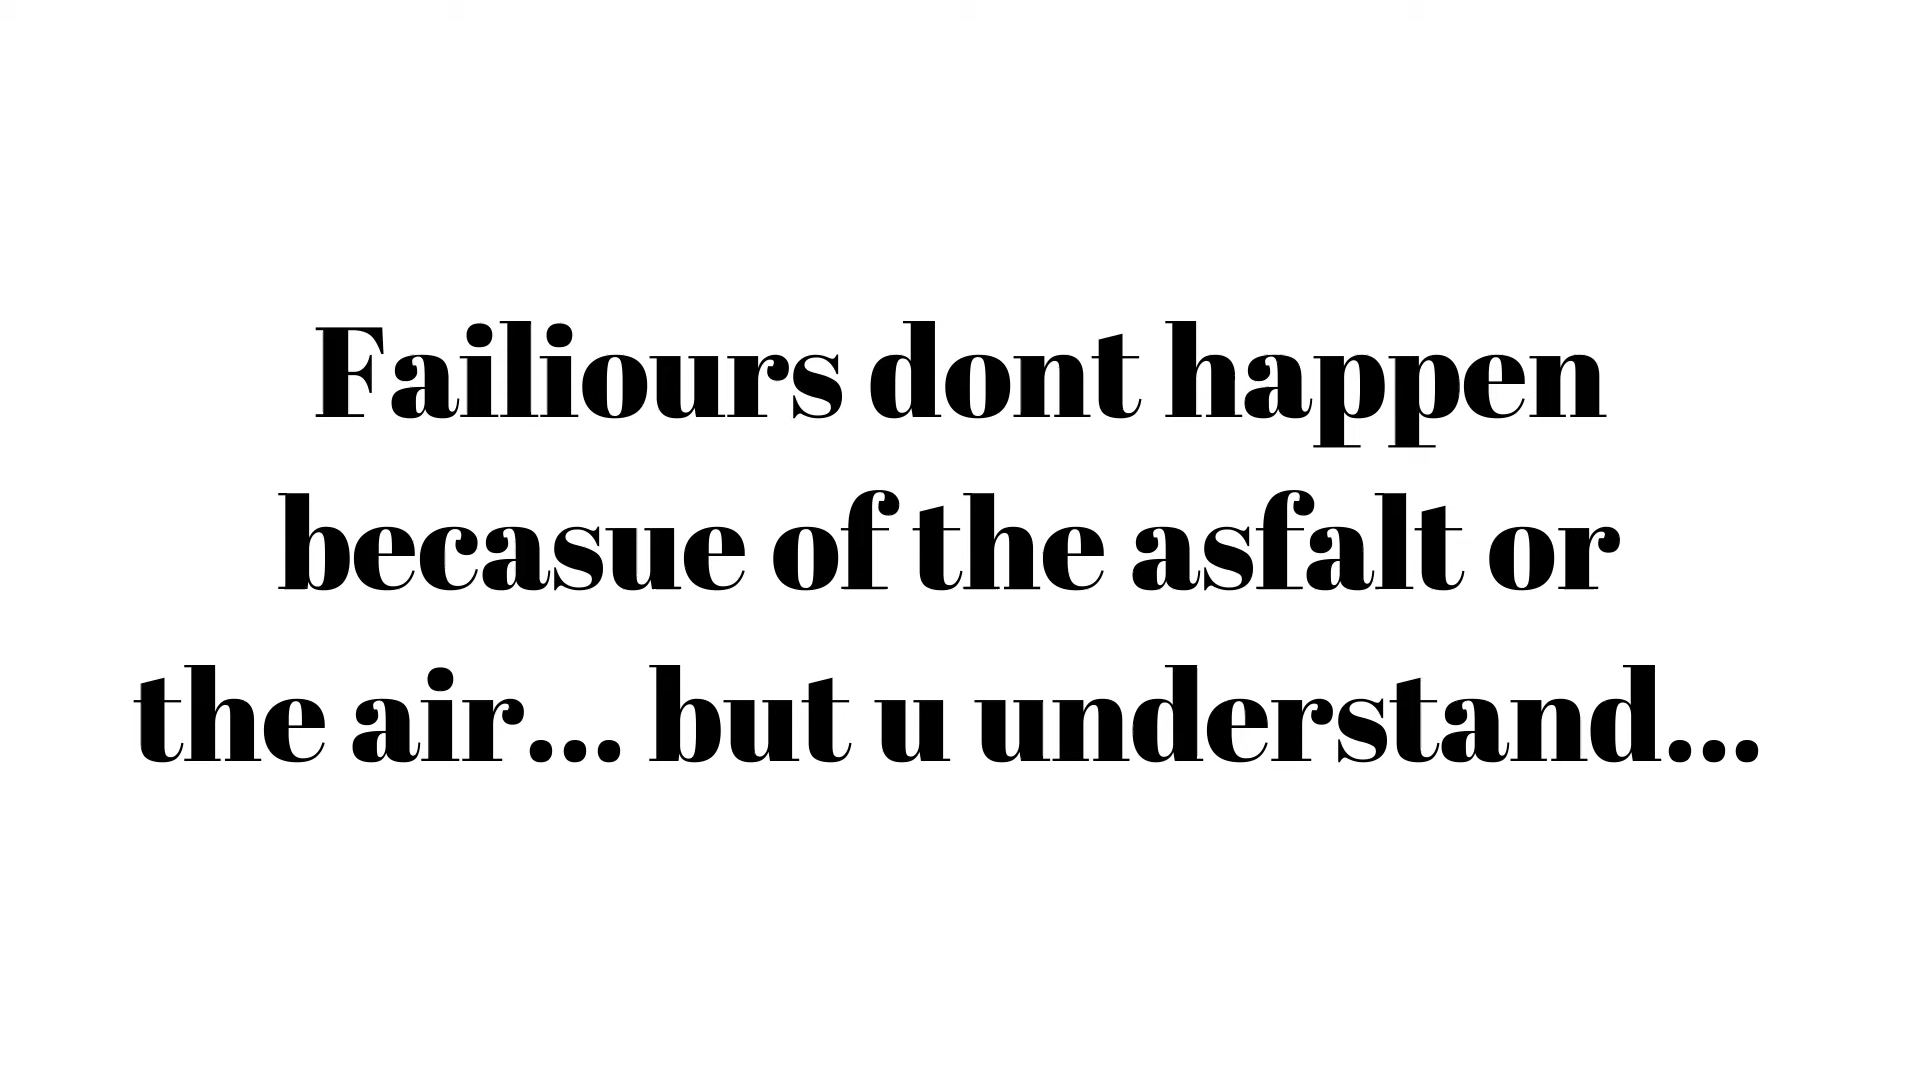 Failiours dont happen
becasue of the asfalt or
the air... but u understand...